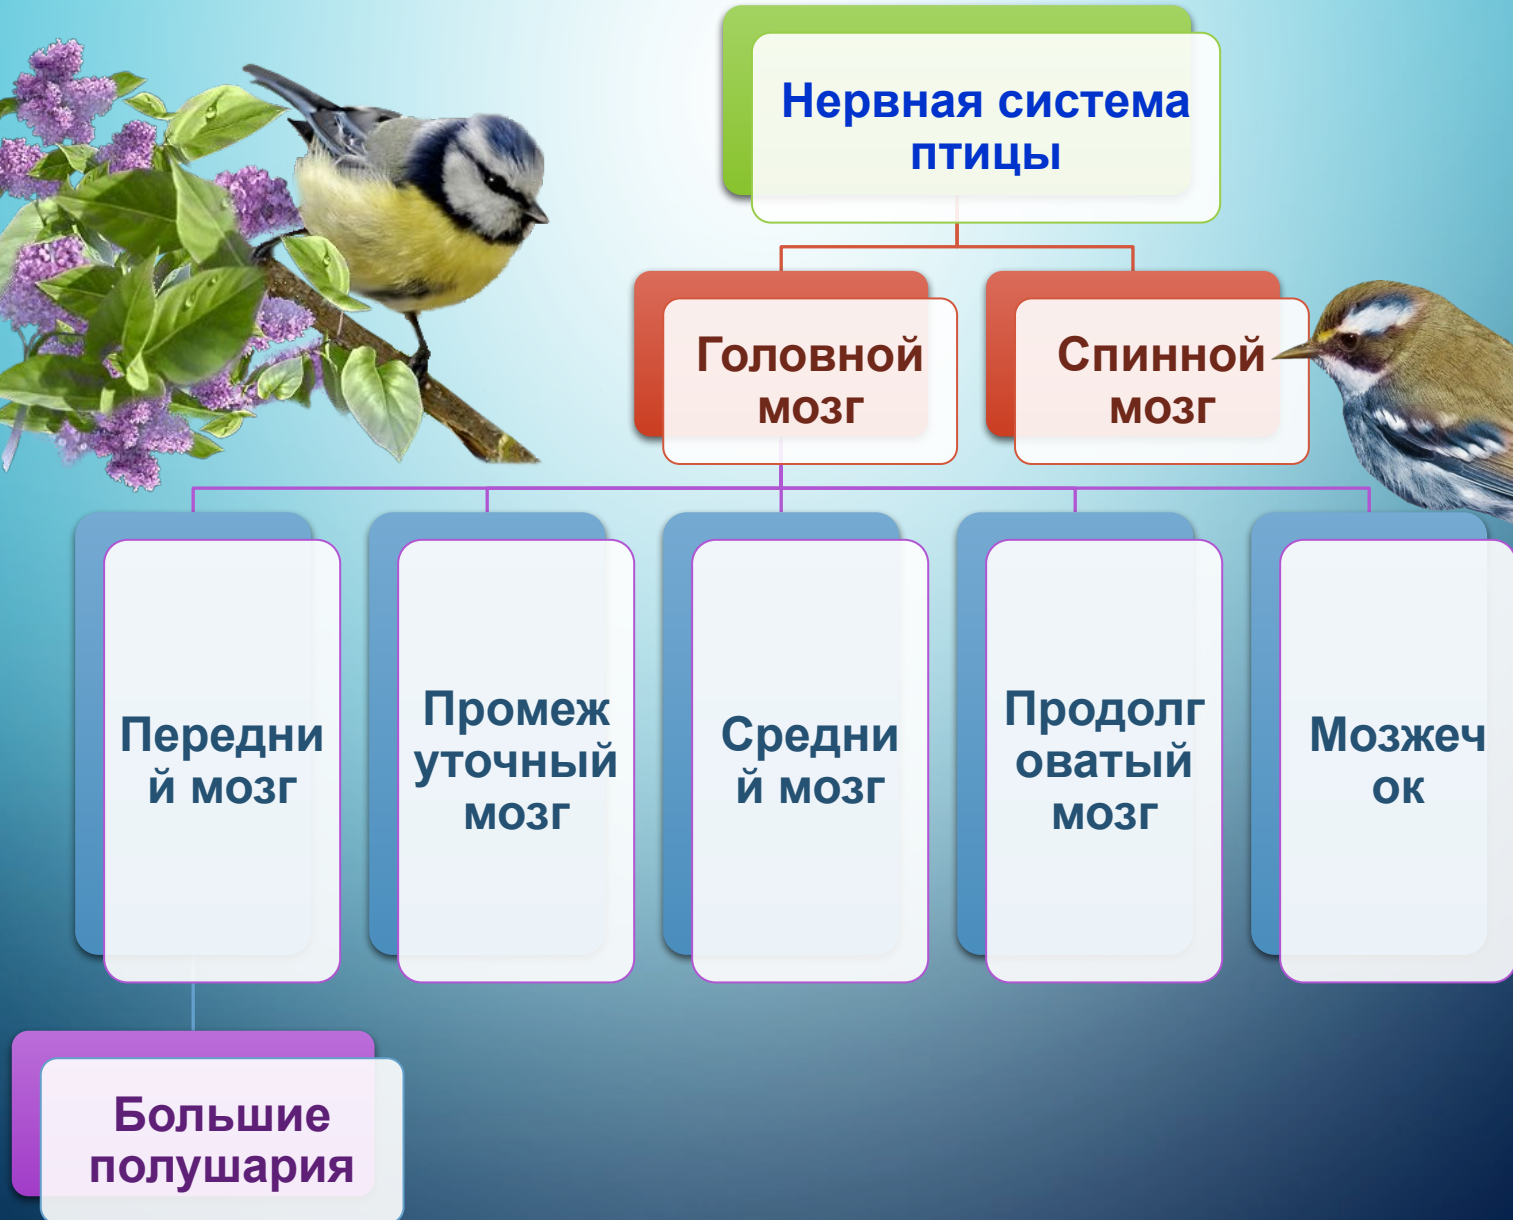 Нервная система
птицы
Головной
мозг
Спинной
мозг
Передни
й мозг
Промеж
уточный
мозг
Средни
й мозг
Продолг
оватый
мозг
Мозжеч
ок
Большие
полушария